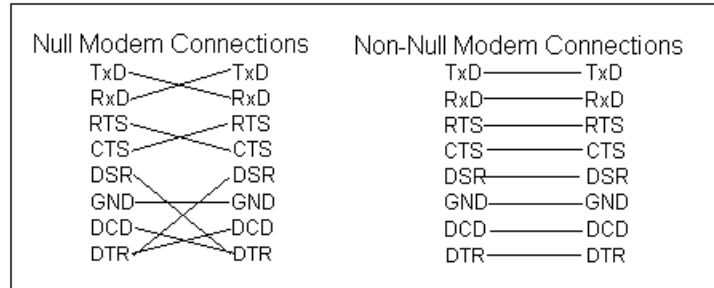 Null Modem Connections
TxD TxD
RxD RxD
RTS RTS
CTS CTS
DSR DSR
GND GND
DCD DCD
DTR DTR
Non-Null Modem Connections
TxD TxD
RxD RxD
RTS RTS
CTS CTS
DSR DSR
GND GND
DCD DCD
DTR DTR